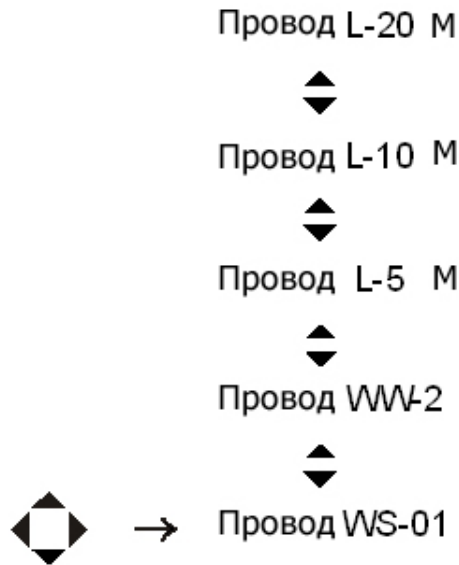 Провод L-20 М
Провод L-10 М
Провод L-5 М
Провод WW-2
Провод WS-01